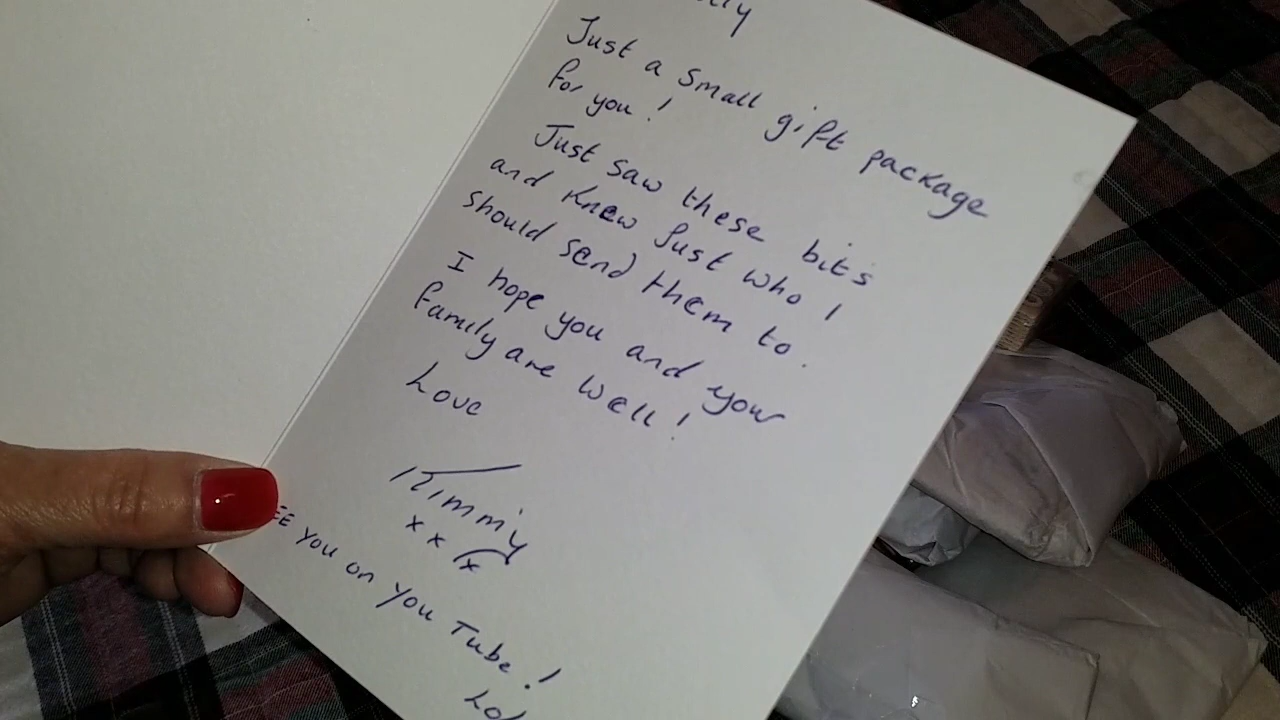 Just a small gift package
for you!
Just saw these bits
and knew just who I
should send them to.
I hope you and your
family are well!
Love
Kimmy
x x x
You on You Tube!